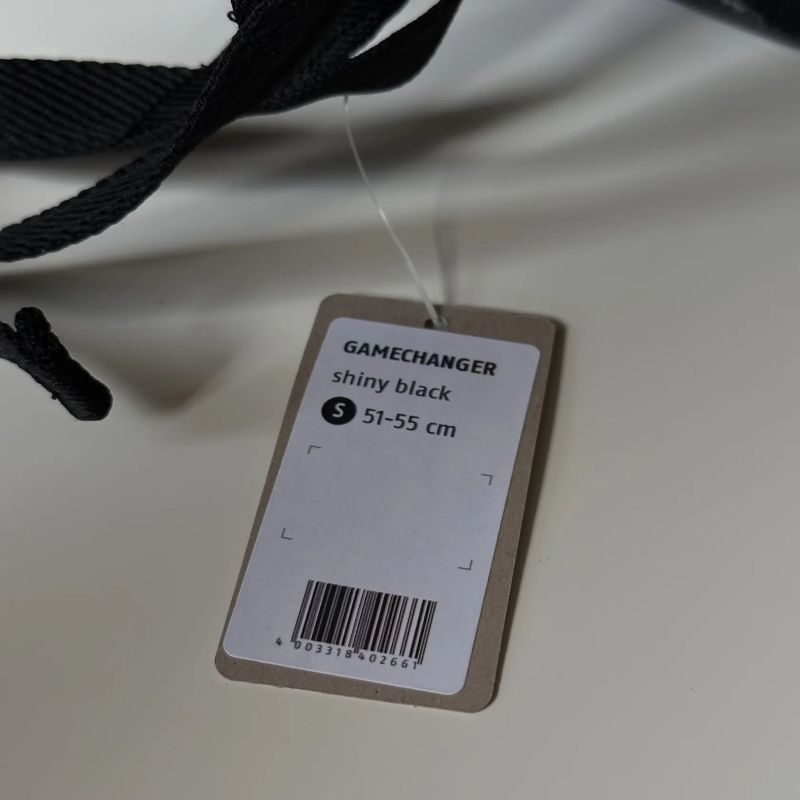 GAMECHANGER
shiny black
S 51-55 cm
4 003318 402661